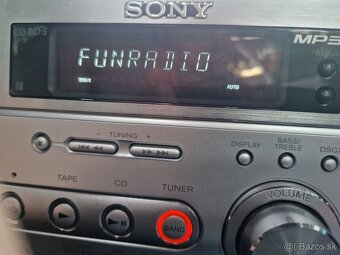 SONY
MP3
FUNRADIO
TUNER
AUTO
- TUNING +
DISPLAY
BASS/
TREBLE
TAPE
CD
TUNER
BAND
VOLUME
bazos.sk